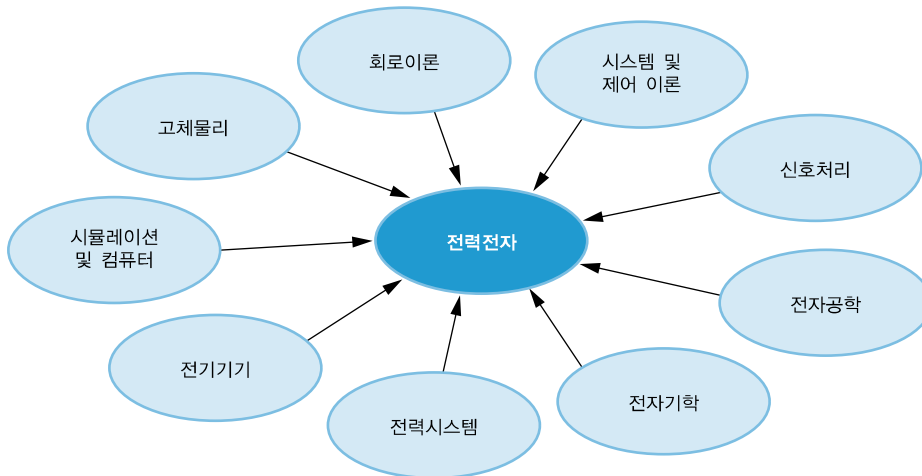 회로이론
시스템 및
제어 이론
고체물리
신호처리
시뮬레이션
및 컴퓨터
전력전자
전자공학
전기기기
전력시스템
전자기학